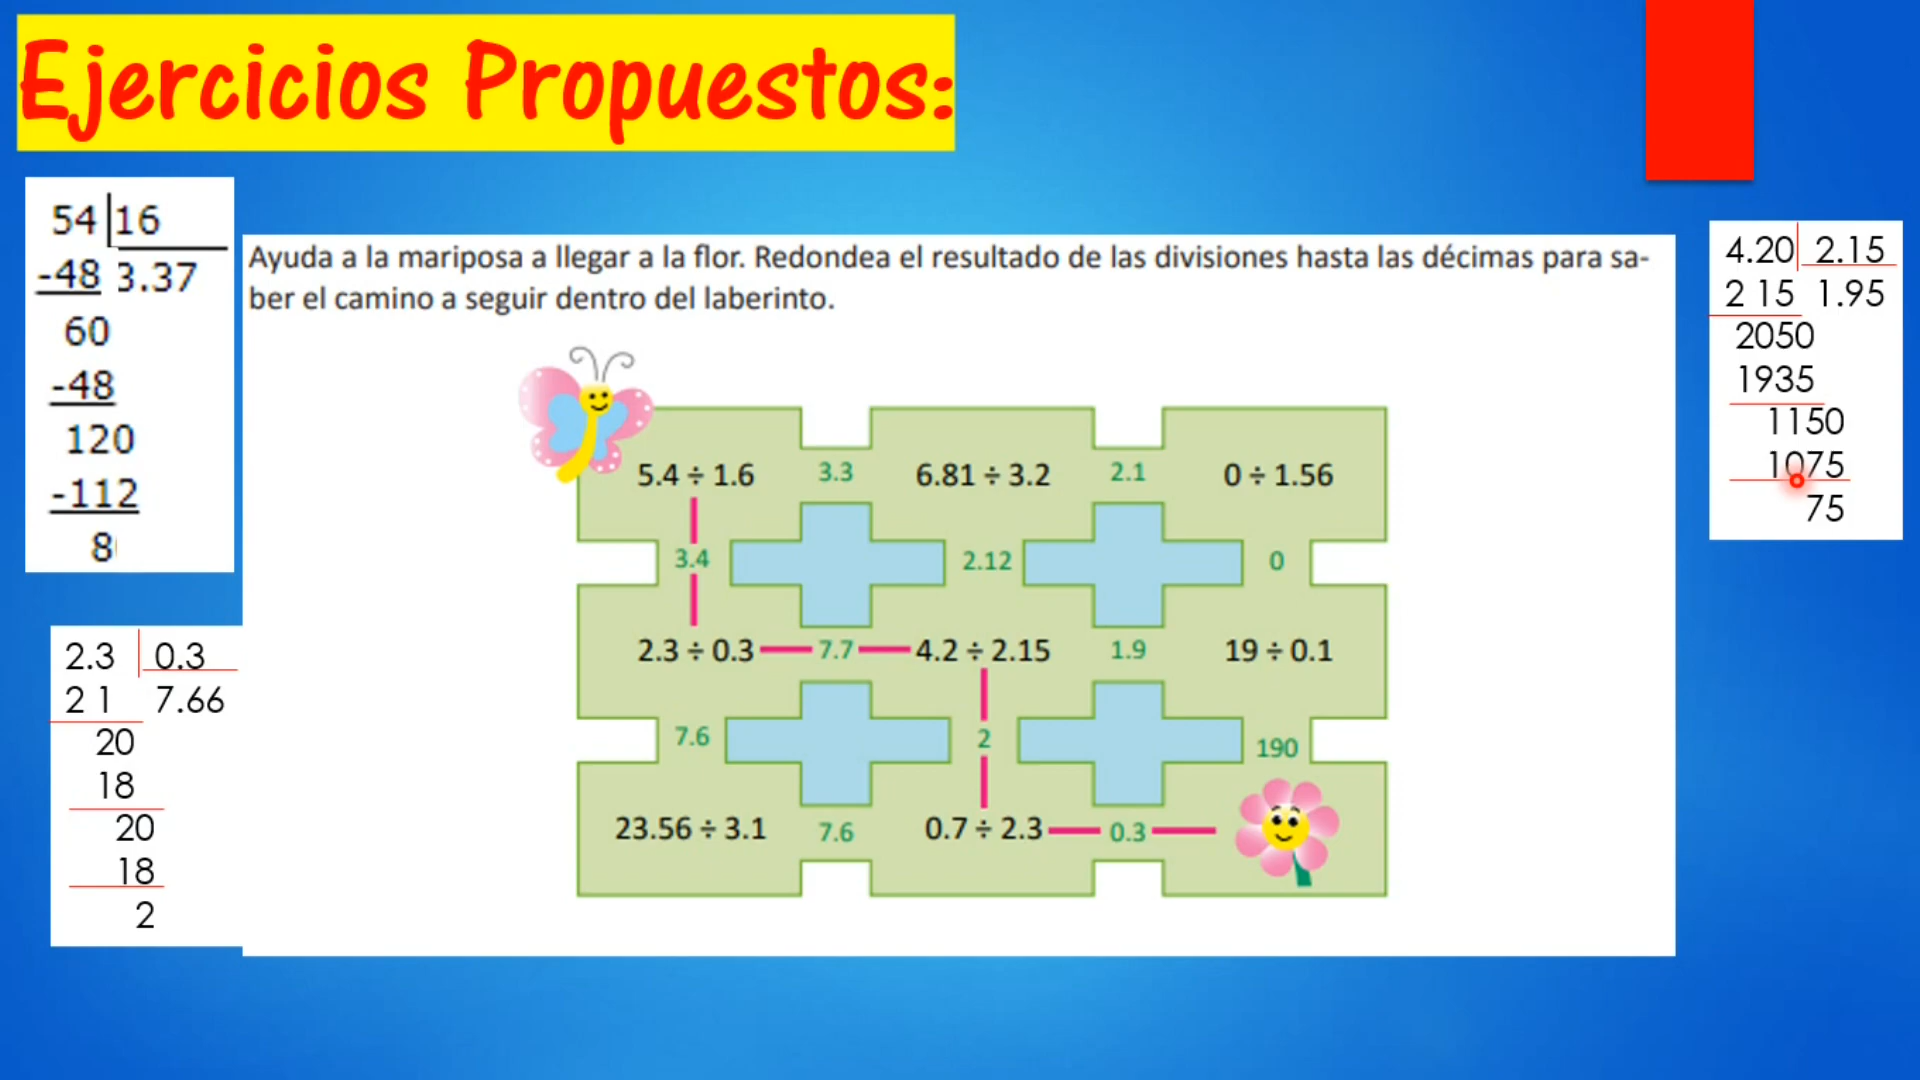 Ejercicios Propuestos:
54 16
-48 3.37
60
-48
120
-112
8
2.3 0.3
2 1 7.66
20
18
20
18
2
Ayuda a la mariposa a llegar a la flor. Redondea el resultado de las divisiones hasta las décimas para sa-
ber el camino a seguir dentro del laberinto.
5.4 ÷ 1.6 3.3 6.81 ÷ 3.2 2.1 0 ÷ 1.56
3.4 2.12 0
2.3 ÷ 0.3 7.7 4.2 ÷ 2.15 1.9 19 ÷ 0.1
7.6 2 190
23.56 ÷ 3.1 7.6 0.7 ÷ 2.3 0.3
4.20 2.15
2 15 1.95
2050
1935
1150
1075
75